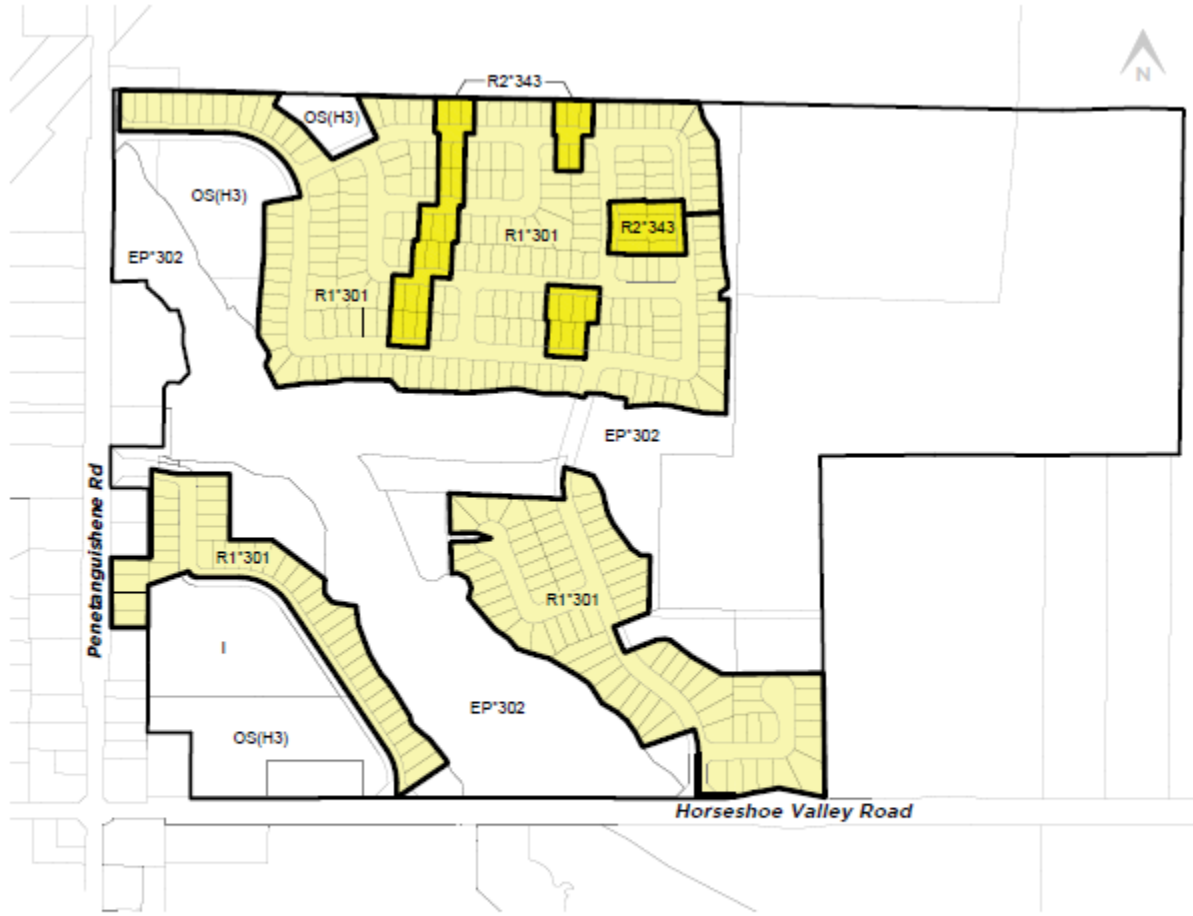 R2*343
N
OS(H3)
OS(H3)
R2*343
R1*301
EP*302
R1*301
EP*302
Penetanguishene Rd
R1*301
R1*301
I
EP*302
OS(H3)
Horseshoe Valley Road